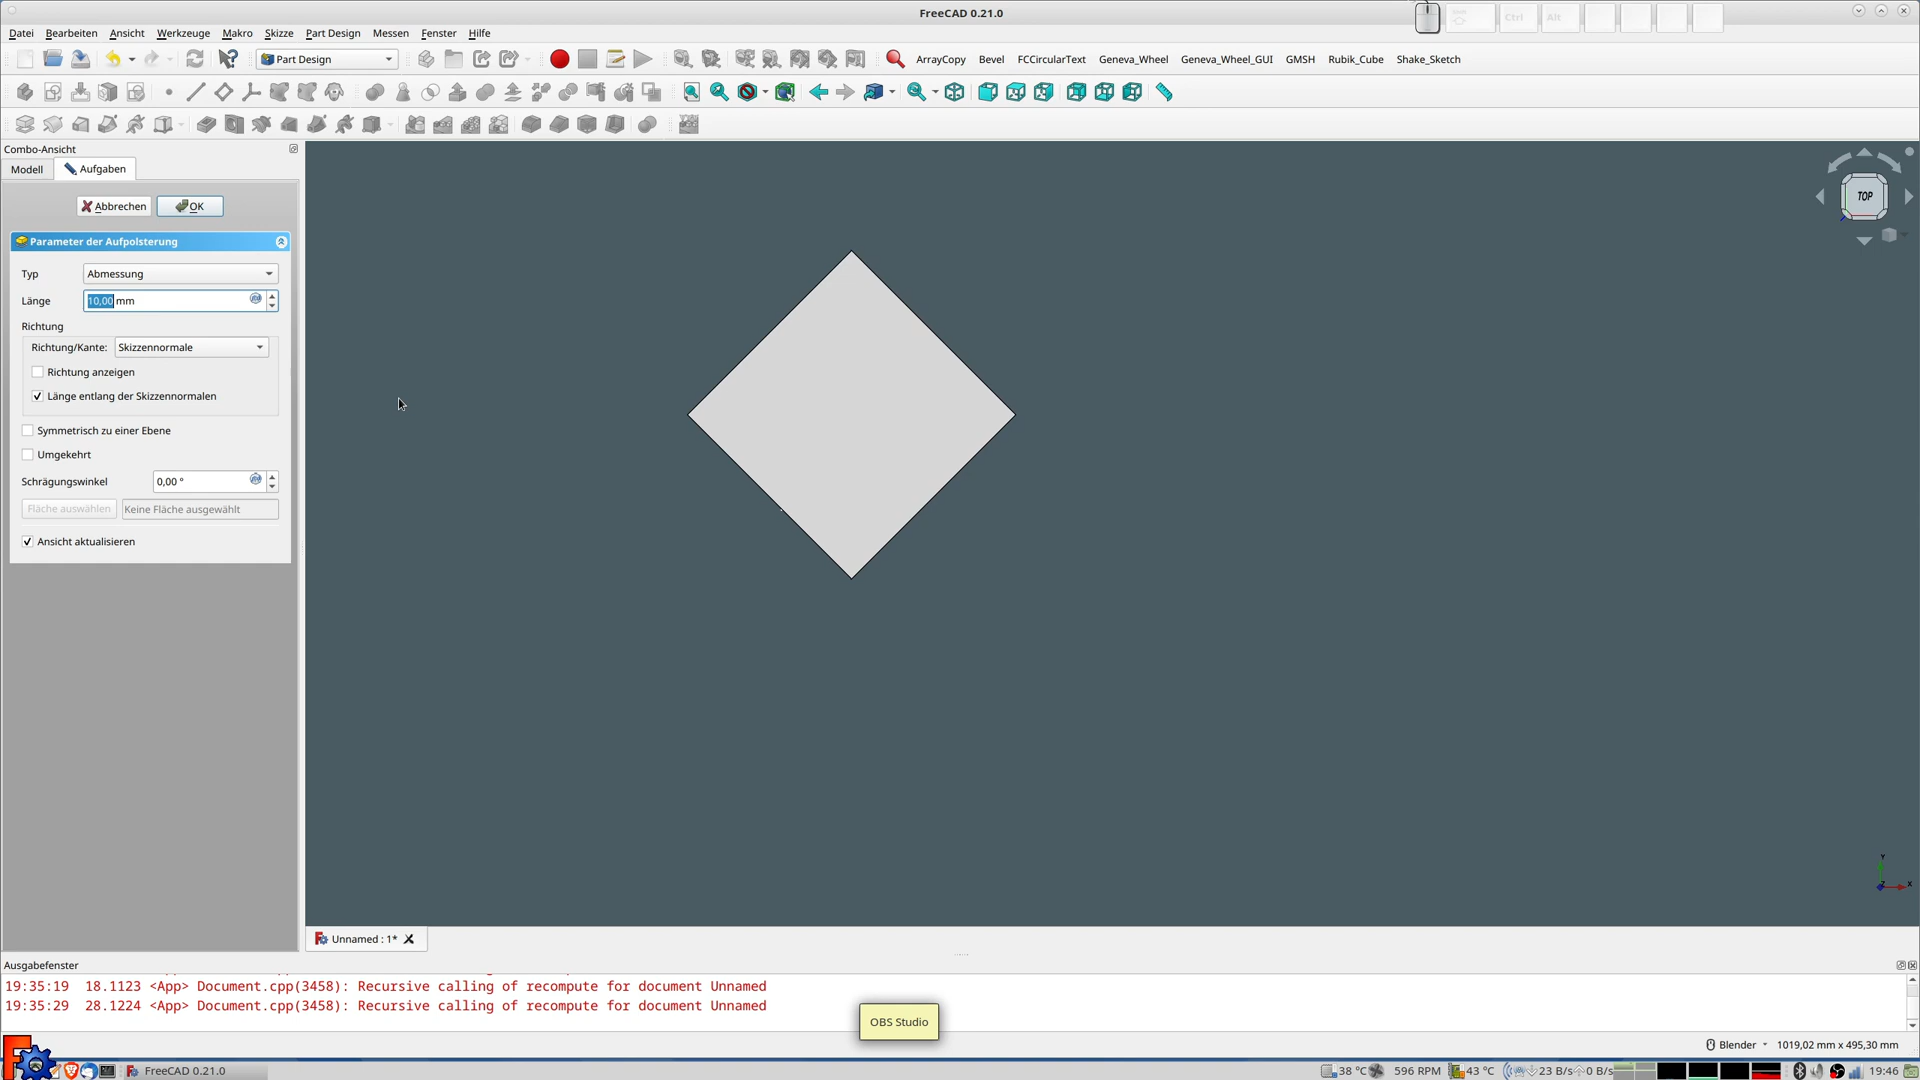 FreeCAD 0.21.0
Ctrl
Alt
Datei Bearbeiten Ansicht Werkzeuge Makro Skizze Part Design Messen Fenster Hilfe
Part Design
ArrayCopy Bevel FCCircularText Geneva_Wheel Geneva_Wheel_GUI GMSH Rubik_Cube Shake_Sketch
Combo-Ansicht
Modell Aufgaben
Abbrechen OK
Parameter der Aufpolsterung
Typ Abmessung
Länge 10,00 mm
Richtung
Richtung/Kante: Skizzennormale
Richtung anzeigen
Länge entlang der Skizzennormalen
Symmetrisch zu einer Ebene
Umgekehrt
Schrägungswinkel 0,00 °
Fläche auswählen Keine Fläche ausgewählt
Ansicht aktualisieren
TOP
Y
Z
X
Unnamed : 1*
Ausgabefenster
19:35:19 18.1123 <App> Document.cpp(3458): Recursive calling of recompute for document Unnamed
19:35:29 28.1224 <App> Document.cpp(3458): Recursive calling of recompute for document Unnamed
OBS Studio
Blender 1019,02 mm x 495,30 mm
FreeCAD 0.21.0
38 °C 596 RPM 43 °C 23 B/s 0 B/s 19:46